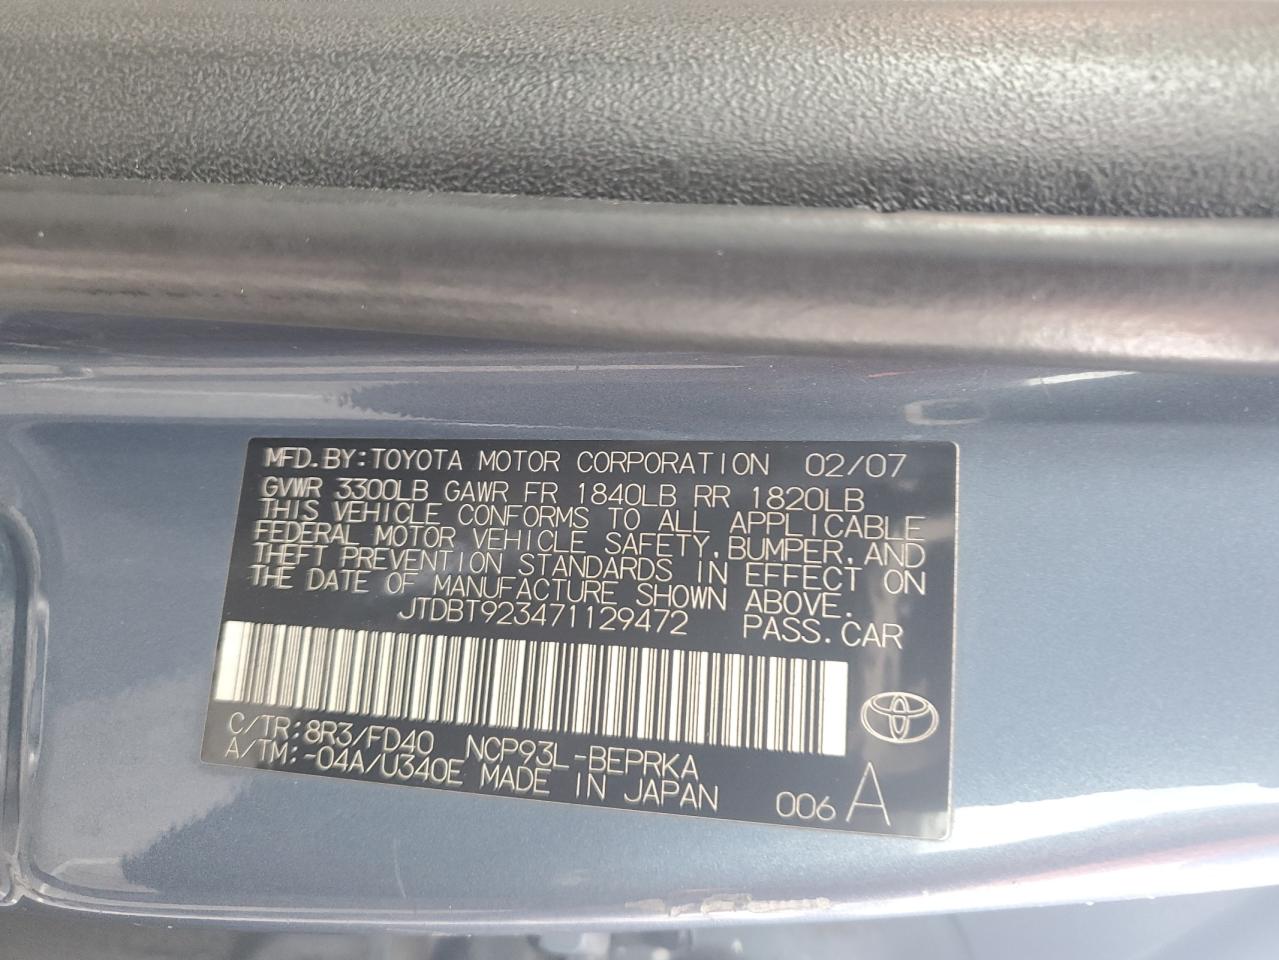 MFD.BY:TOYOTA MOTOR CORPORATION 02/07
GVWR 3300LB GAWR FR 1840LB RR 1820LB
THIS VEHICLE CONFORMS TO ALL APPLICABLE
FEDERAL MOTOR VEHICLE SAFETY,BUMPER,AND
THEFT PREVENTION STANDARDS IN EFFECT ON
THE DATE OF MANUFACTURE SHOWN ABOVE.
JTDBT923471129472 PASS.CAR
C/TR:8R3/FD40 NCP93L-BEPRKA
A/TM:-04A/U340E MADE IN JAPAN
006 A